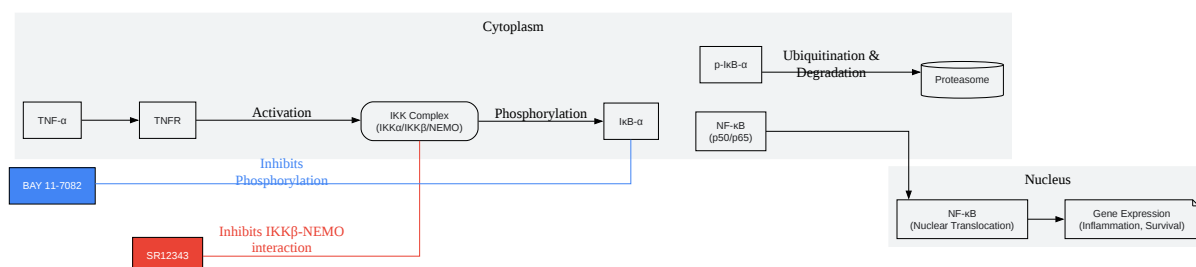 Cytoplasm
p-IκB-α
Ubiquitination &
Degradation
Proteasome
TNF-α
TNFR
Activation
IKK Complex
(IKKα/IKKβ/NEMO)
Phosphorylation
IκB-α
NF-κB
(p50/p65)
BAY 11-7082
Inhibits
Phosphorylation
Nucleus
NF-κB
(Nuclear Translocation)
Gene Expression
(Inflammation, Survival)
SR12343
Inhibits IKKβ-NEMO
interaction